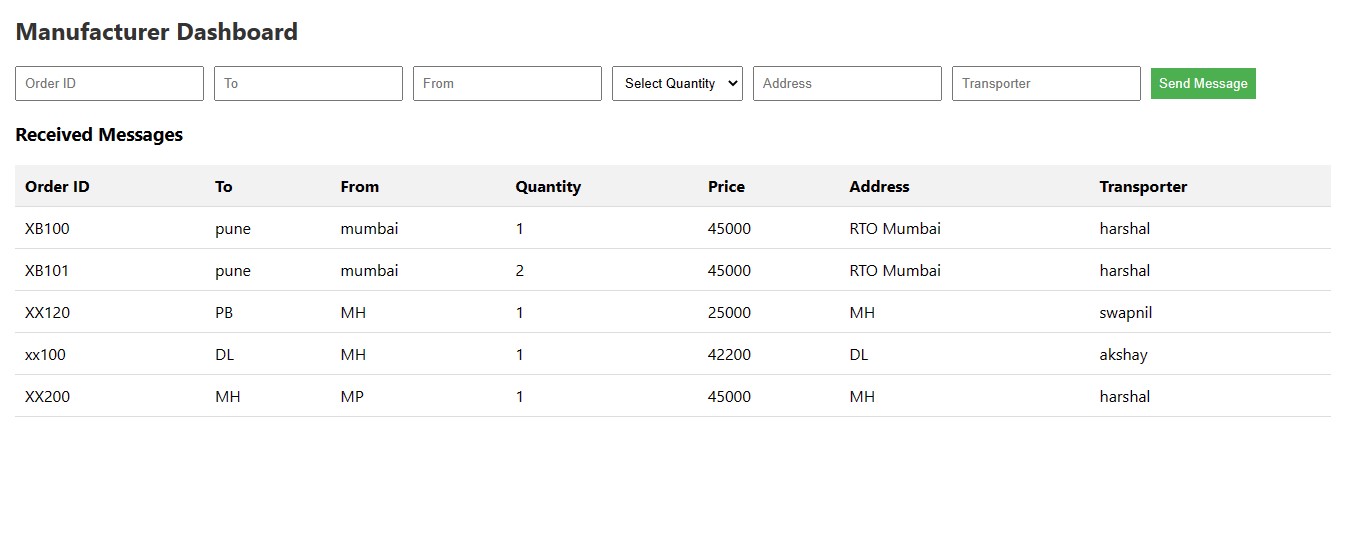 Manufacturer Dashboard
Order ID To From Select Quantity Address Transporter Send Message
Received Messages
Order ID To From Quantity Price Address Transporter
XB100 pune mumbai 1 45000 RTO Mumbai harshal
XB101 pune mumbai 2 45000 RTO Mumbai harshal
XX120 PB MH 1 25000 MH swapnil
xx100 DL MH 1 42200 DL akshay
XX200 MH MP 1 45000 MH harshal